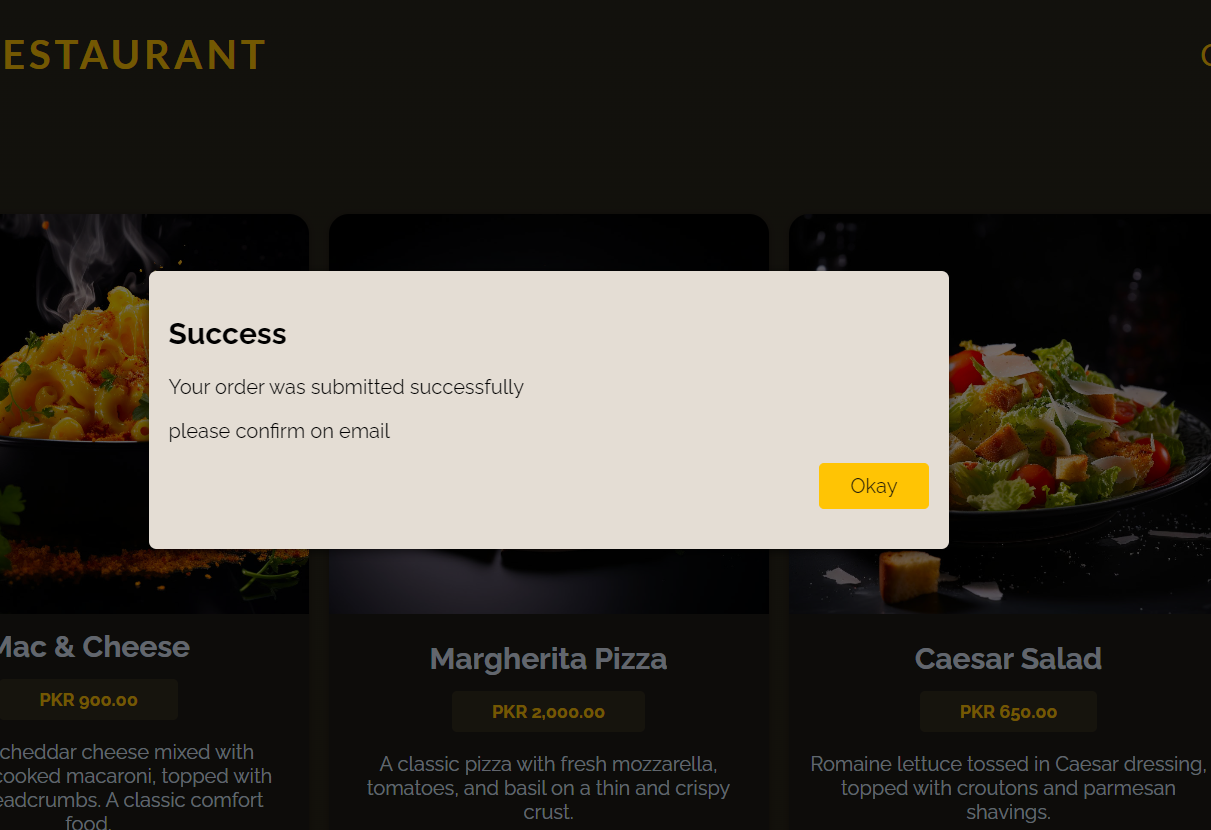 ESTAURANT
Success
Your order was submitted successfully
please confirm on email
Okay
Mac & Cheese
PKR 900.00
cheddar cheese mixed with
cooked macaroni, topped with
eadcrumbs. A classic comfort
food.
Margherita Pizza
PKR 2,000.00
A classic pizza with fresh mozzarella,
tomatoes, and basil on a thin and crispy
crust.
Caesar Salad
PKR 650.00
Romaine lettuce tossed in Caesar dressing,
topped with croutons and parmesan
shavings.